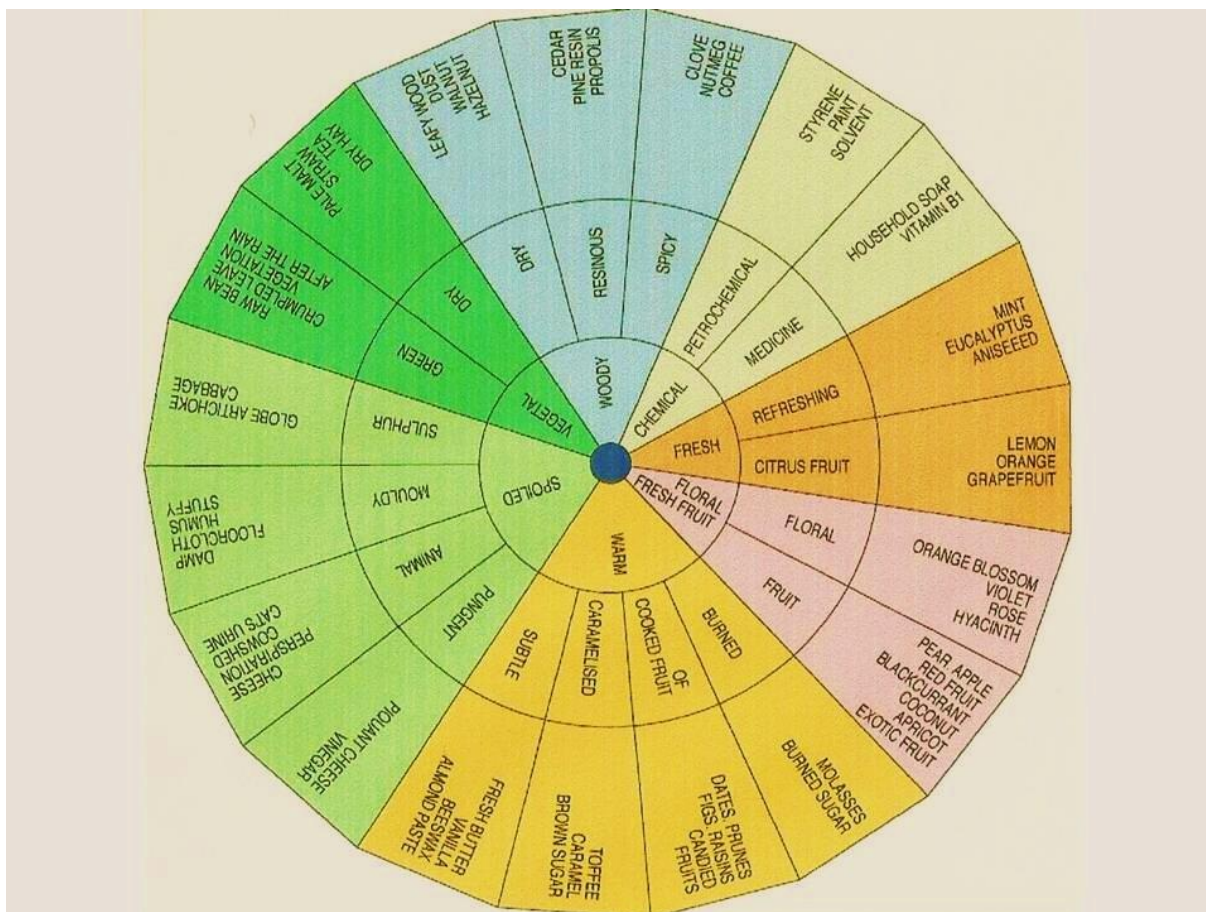 WOODY
DRY
LEAFY WOOD
DUST
WALNUT
HAZELNUT
RESINOUS
CEDAR
PINE RESIN
PROPOLIS
SPICY
CLOVE
NUTMEG
COFFEE
CHEMICAL
PETROCHEMICAL
STYRENE
PAINT
SOLVENT
MEDICINE
HOUSEHOLD SOAP
VITAMIN B1
FRESH
REFRESHING
MINT
EUCALYPTUS
ANISEEED
CITRUS FRUIT
LEMON
ORANGE
GRAPEFRUIT
FLORAL
FRESH FRUIT
FLORAL
ORANGE BLOSSOM
VIOLET
ROSE
HYACINTH
FRUIT
PEAR. APPLE
RED FRUIT
BLACKCURRANT
COCONUT
APRICOT
EXOTIC FRUIT
WARM
BURNED
MOLASSES
BURNED SUGAR
OF
COOKED FRUIT
DATES. PRUNES
FIGS. RAISINS
CANDIED
FRUITS
CARAMELISED
TOFFEE
CARAMEL
BROWN SUGAR
SUBTLE
FRESH BUTTER
VANILLA
BEESWAX
ALMOND PASTE
SPOILED
PUNGENT
PIQUANT CHEESE
VINEGAR
ANIMAL
CHEESE
PERSPIRATION
COWSHED
CAT'S URINE
MOULDY
DAMP
FLOORCLOTH
HUMUS
STUFFY
SULPHUR
GLOBE ARTICHOKE
CABBAGE
VEGETAL
GREEN
RAW BEAN
CRUMPLED LEAVE
VEGETATION
AFTER THE RAIN
DRY
PALE MALT
STRAW
TEA
DRY HAY